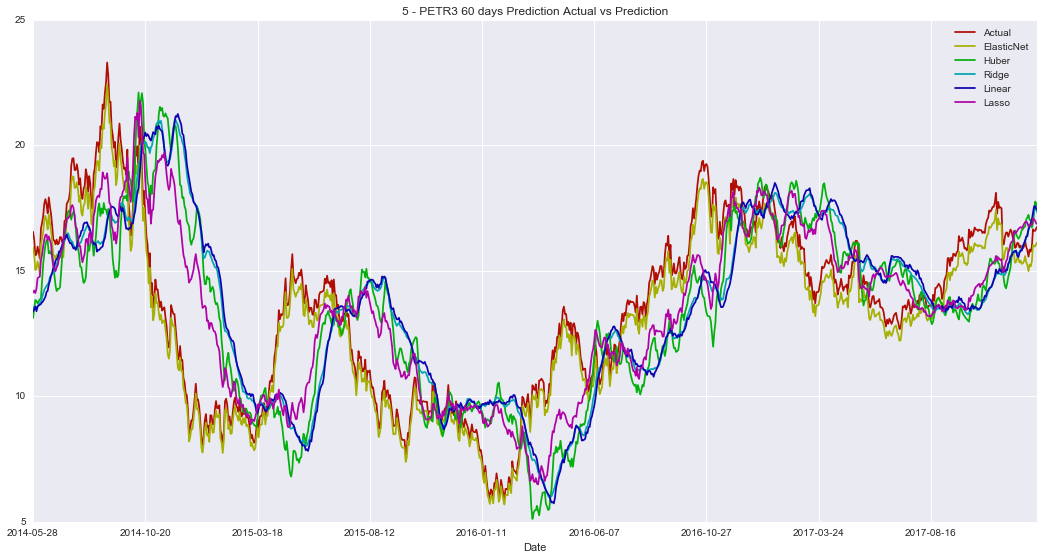 5 - PETR3 60 days Prediction Actual vs Prediction
25
20
15
10
5
Actual
ElasticNet
Huber
Ridge
Linear
Lasso
2014-05-28
2014-10-20
2015-03-18
2015-08-12
2016-01-11
2016-06-07
2016-10-27
2017-03-24
2017-08-16
Date